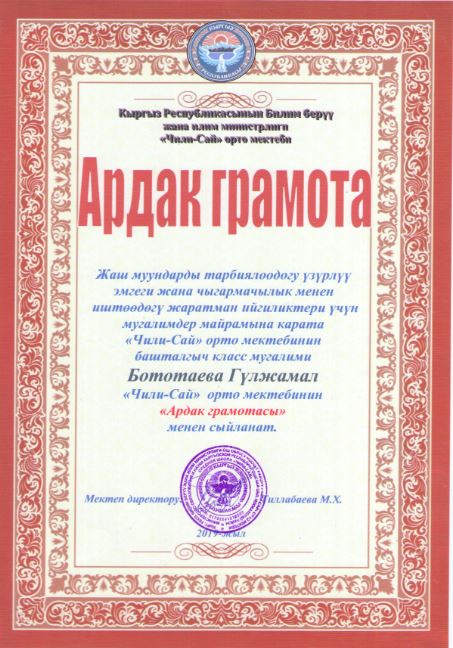 Кыргыз Республикасынын Билим берүү
жана илим министрлиги
«Чили-Сай» орто мектеби
Ардак грамота
Жаш муундарды тарбиялоодогу үзүрлүү
эмгеги жана чыгармачылык менен
иштөөдөгү жаратман ийгиликтери үчүн
мугалимдер майрамына карата
«Чили-Сай» орто мектебинин
башталгыч класс мугалими
Бототаева Гүлжамал
«Чили-Сай» орто мектебинин
«Ардак грамотасы»
менен сыйланат.
Мектеп директору: Тиллабаева М.Х.
2019-жыл